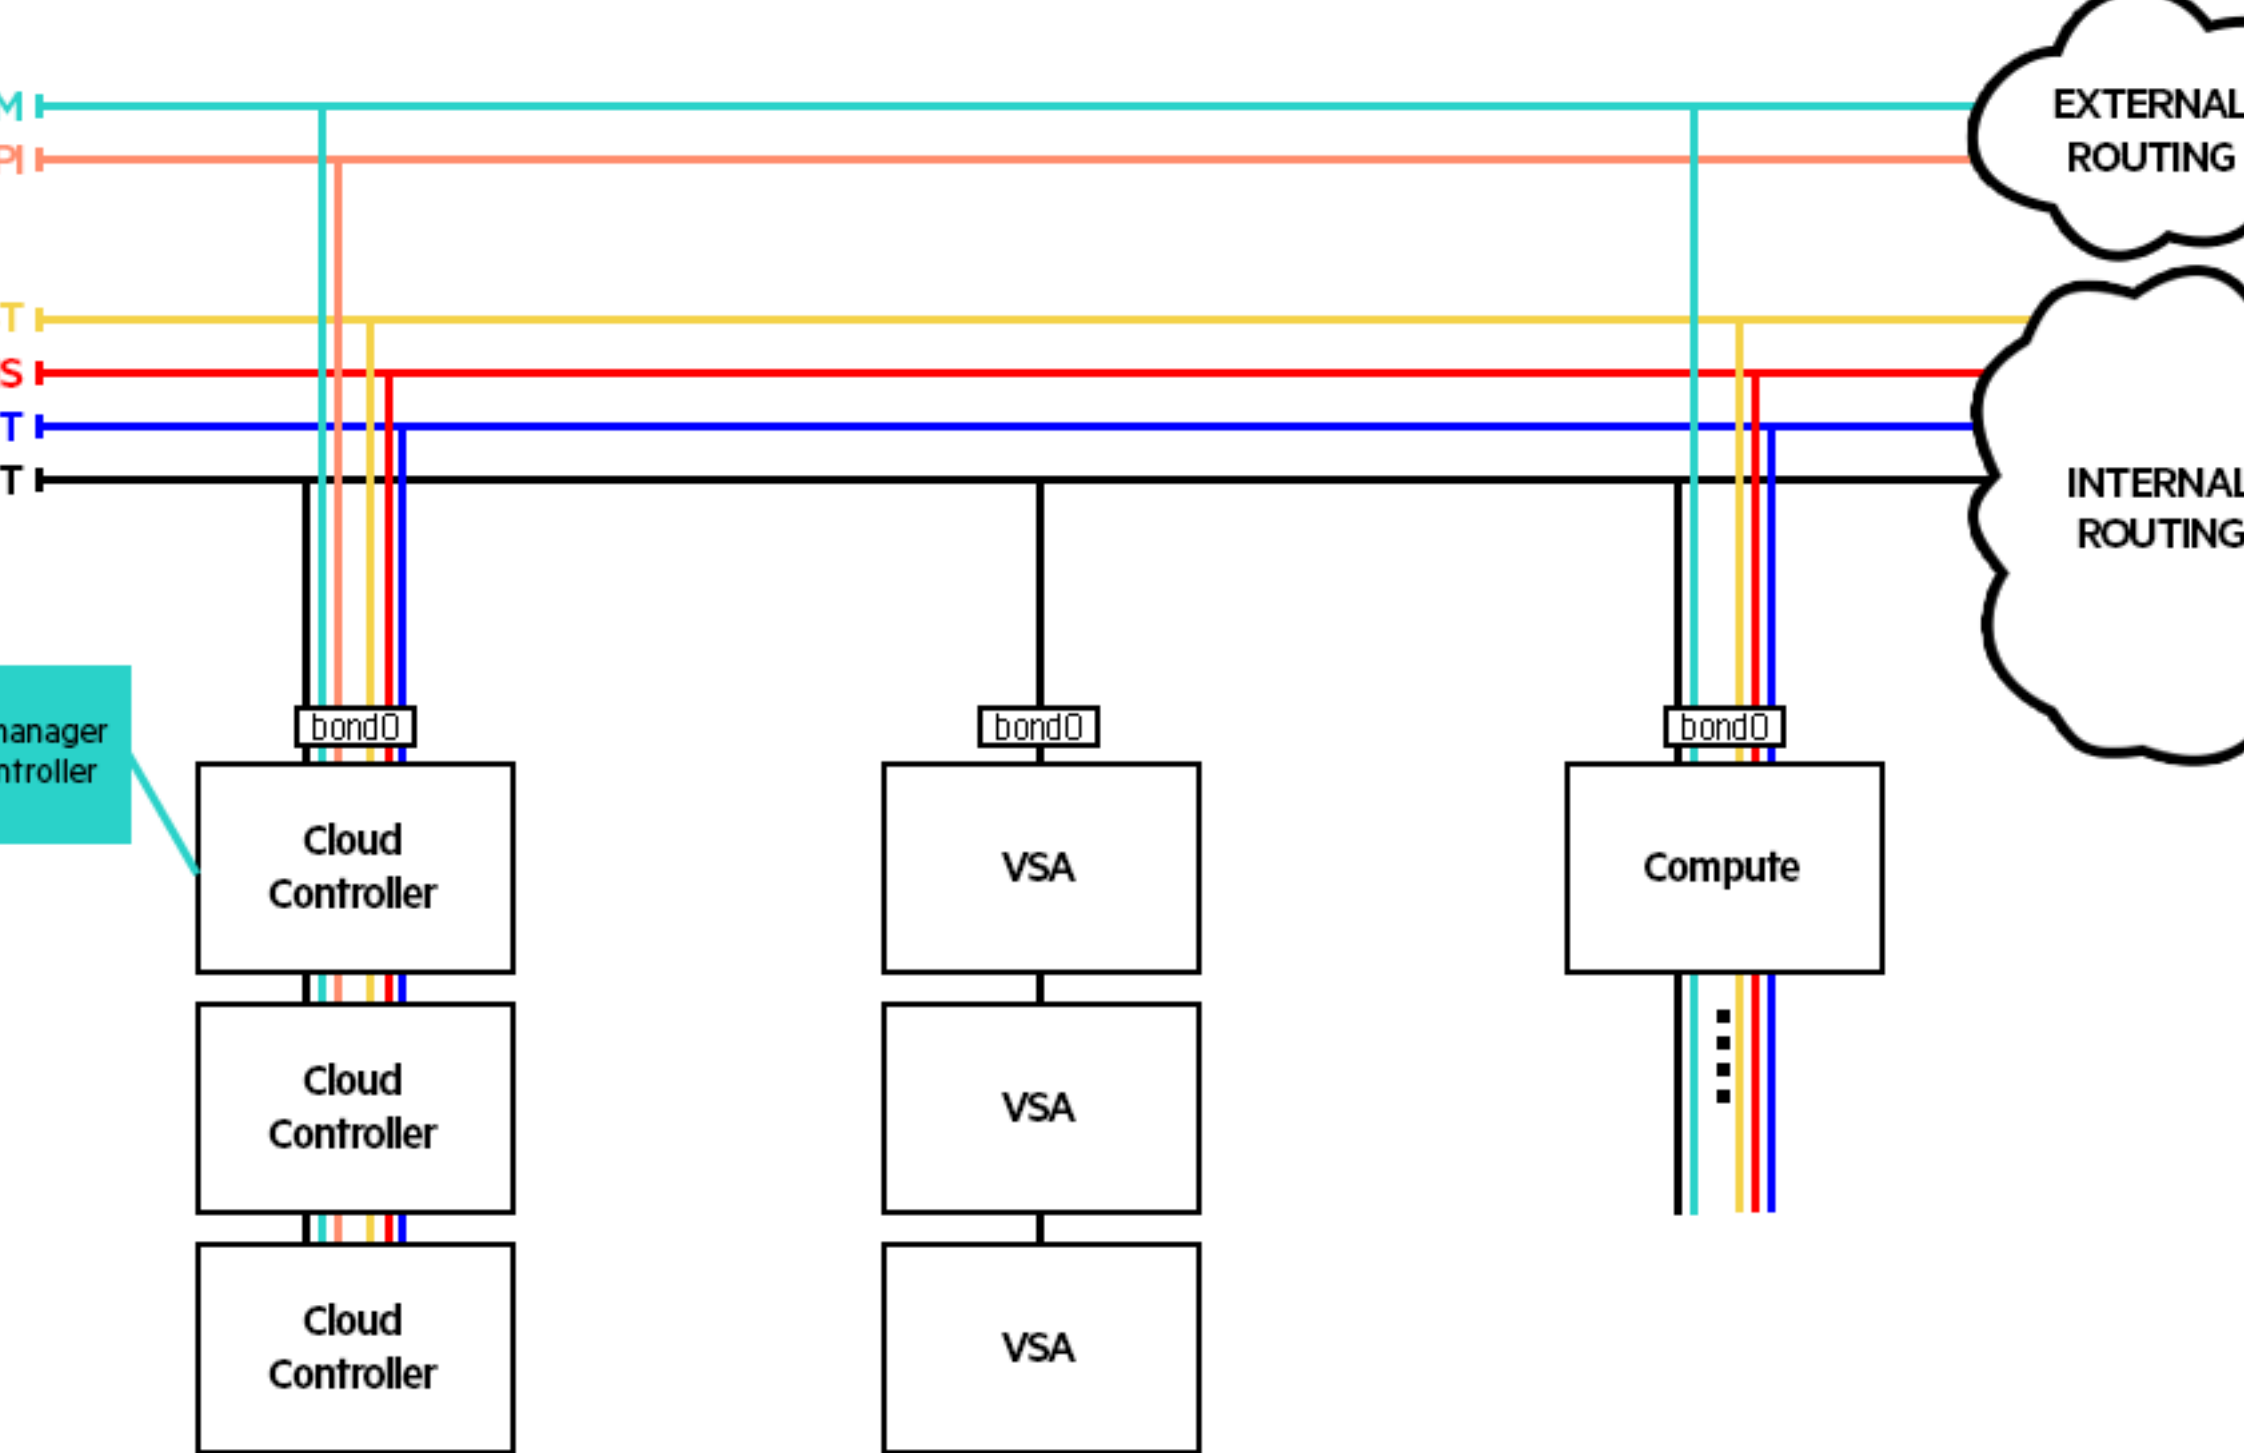 M
PI
EXTERNAL
ROUTING
T
S
T
T
INTERNAL
ROUTING
bond0
bond0
bond0
manager
ntroller
Cloud
Controller
VSA
Compute
Cloud
Controller
VSA
Cloud
Controller
VSA